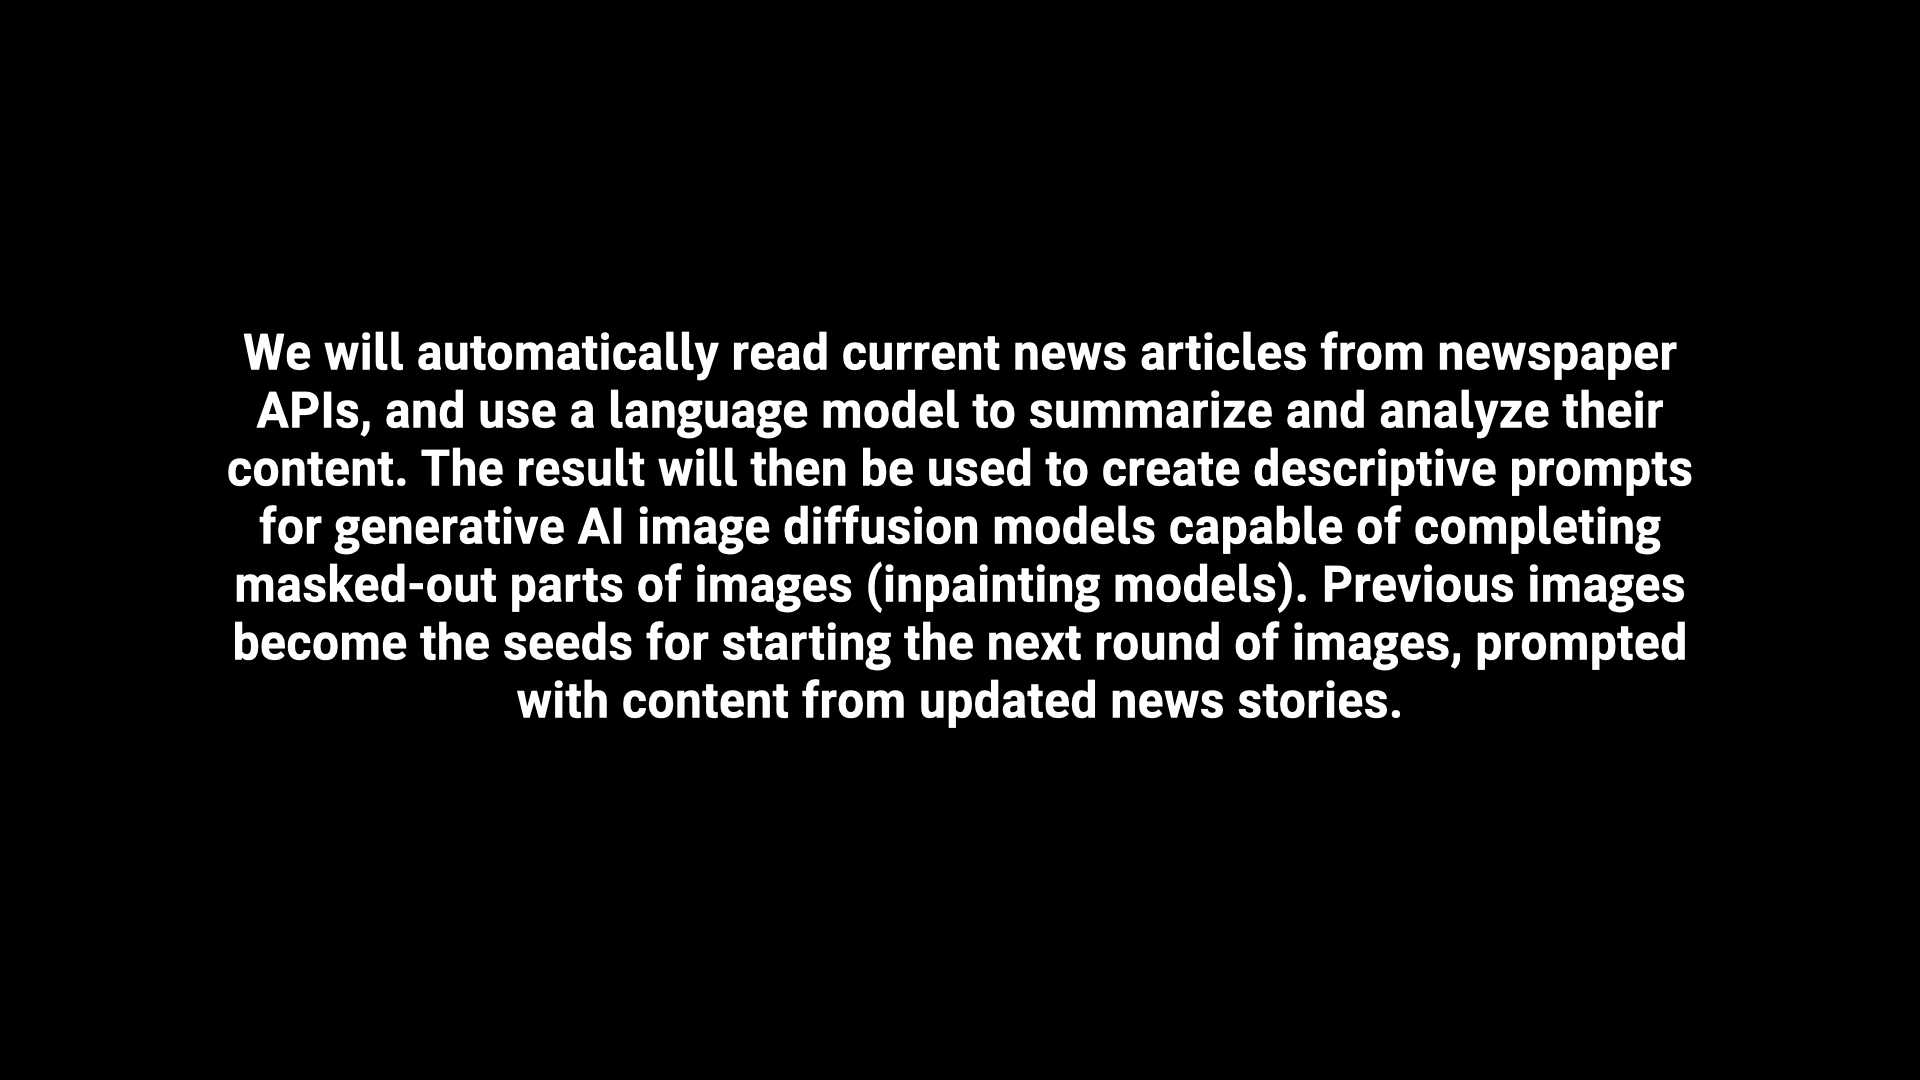 We will automatically read current news articles from newspaper
APIs, and use a language model to summarize and analyze their
content. The result will then be used to create descriptive prompts
for generative AI image diffusion models capable of completing
masked-out parts of images (inpainting models). Previous images
become the seeds for starting the next round of images, prompted
with content from updated news stories.